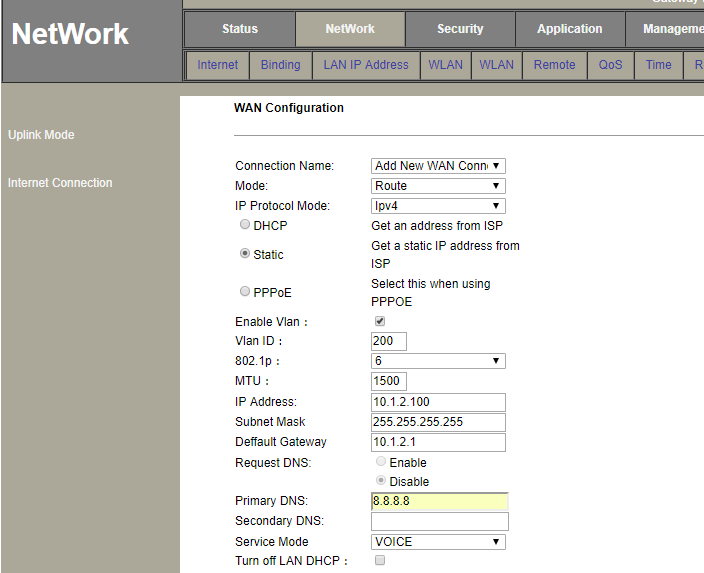 Gateway
NetWork
Status NetWork Security Application
Internet Binding LAN IP Address WLAN WLAN Remote QoS Time R
WAN Configuration
Uplink Mode
Internet Connection
Connection Name: Add New WAN Conn
Mode: Route
IP Protocol Mode: Ipv4
DHCP Get an address from ISP
Static Get a static IP address from
ISP
PPPoE Select this when using
PPPOE
Enable Vlan :
Vlan ID : 200
802.1p : 6
MTU : 1500
IP Address: 10.1.2.100
Subnet Mask 255.255.255.255
Deffault Gateway 10.1.2.1
Request DNS: Enable
Disable
Primary DNS: 8.8.8.8
Secondary DNS:
Service Mode VOICE
Turn off LAN DHCP :